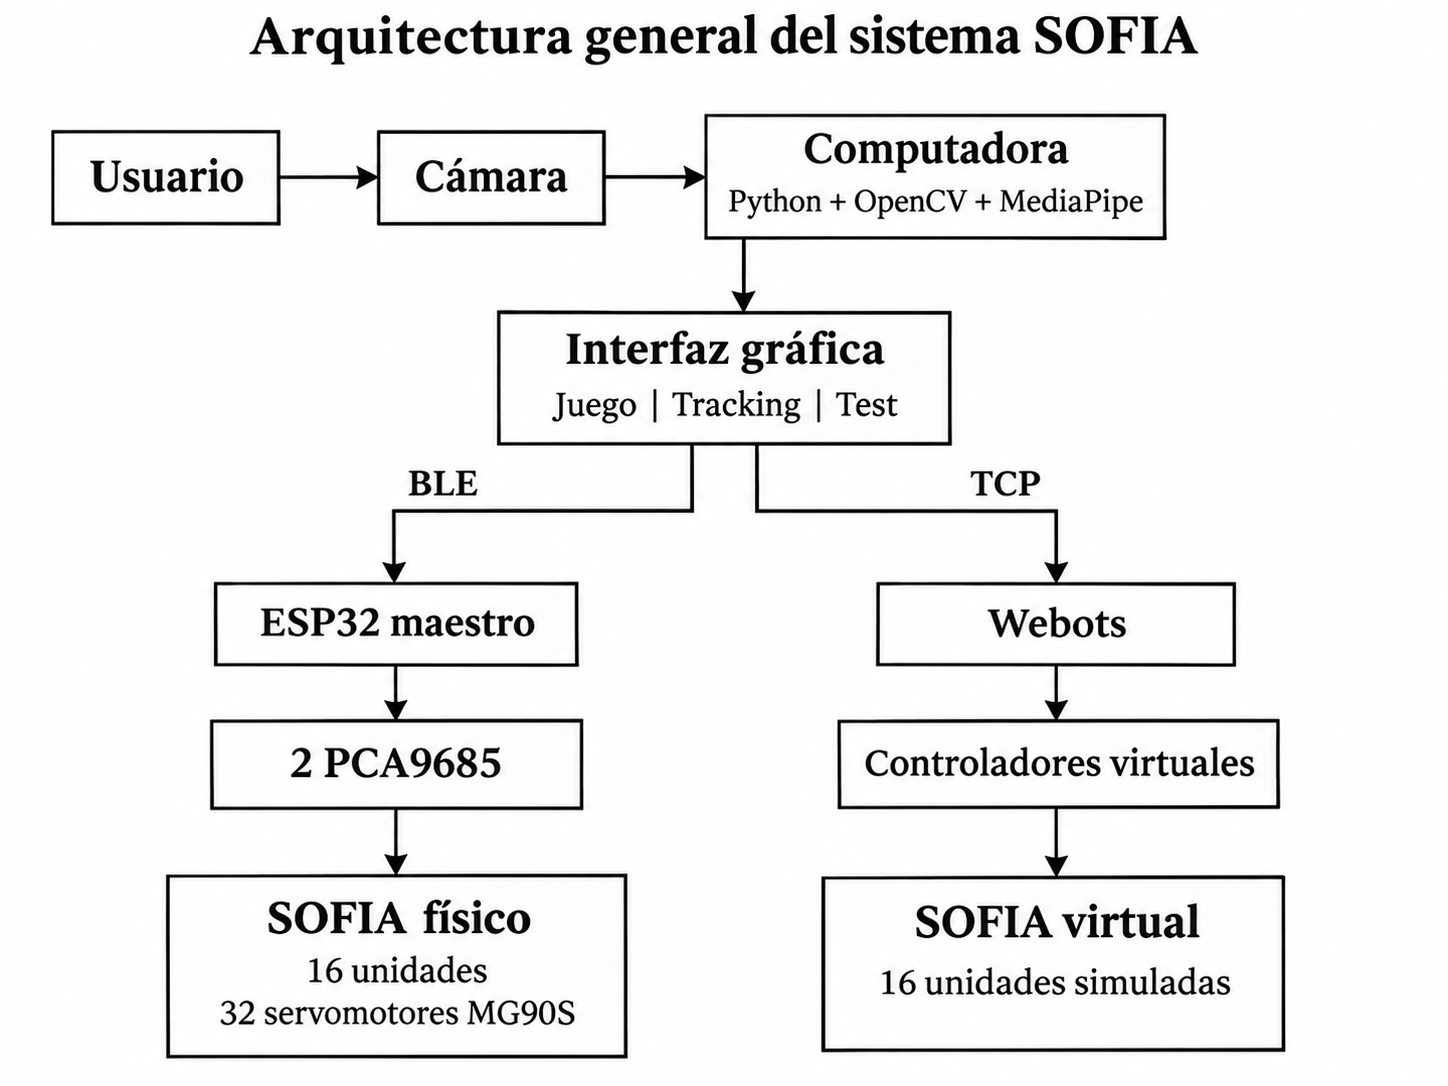 Arquitectura general del sistema SOFIA
Usuario
Cámara
Computadora
Python + OpenCV + MediaPipe
Interfaz gráfica
Juego | Tracking | Test
BLE
TCP
ESP32 maestro
Webots
2 PCA9685
Controladores virtuales
SOFIA físico
16 unidades
32 servomotores MG90S
SOFIA virtual
16 unidades simuladas